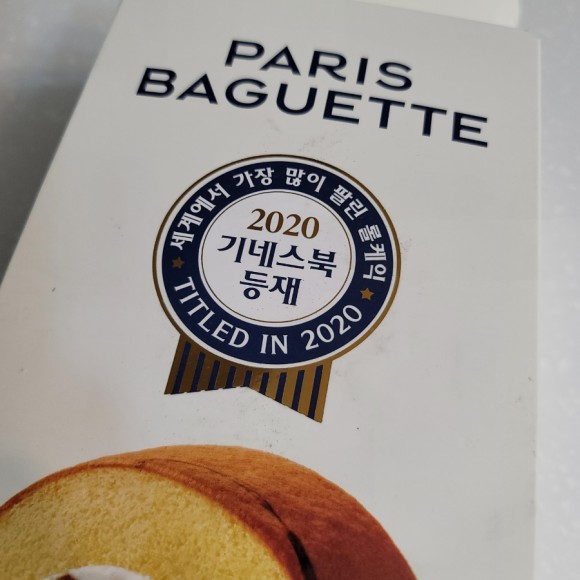 PARIS
BAGUETTE
세계에서 가장 많이 팔린 롤케익
2020
기네스북
등재
TITLED IN 2020